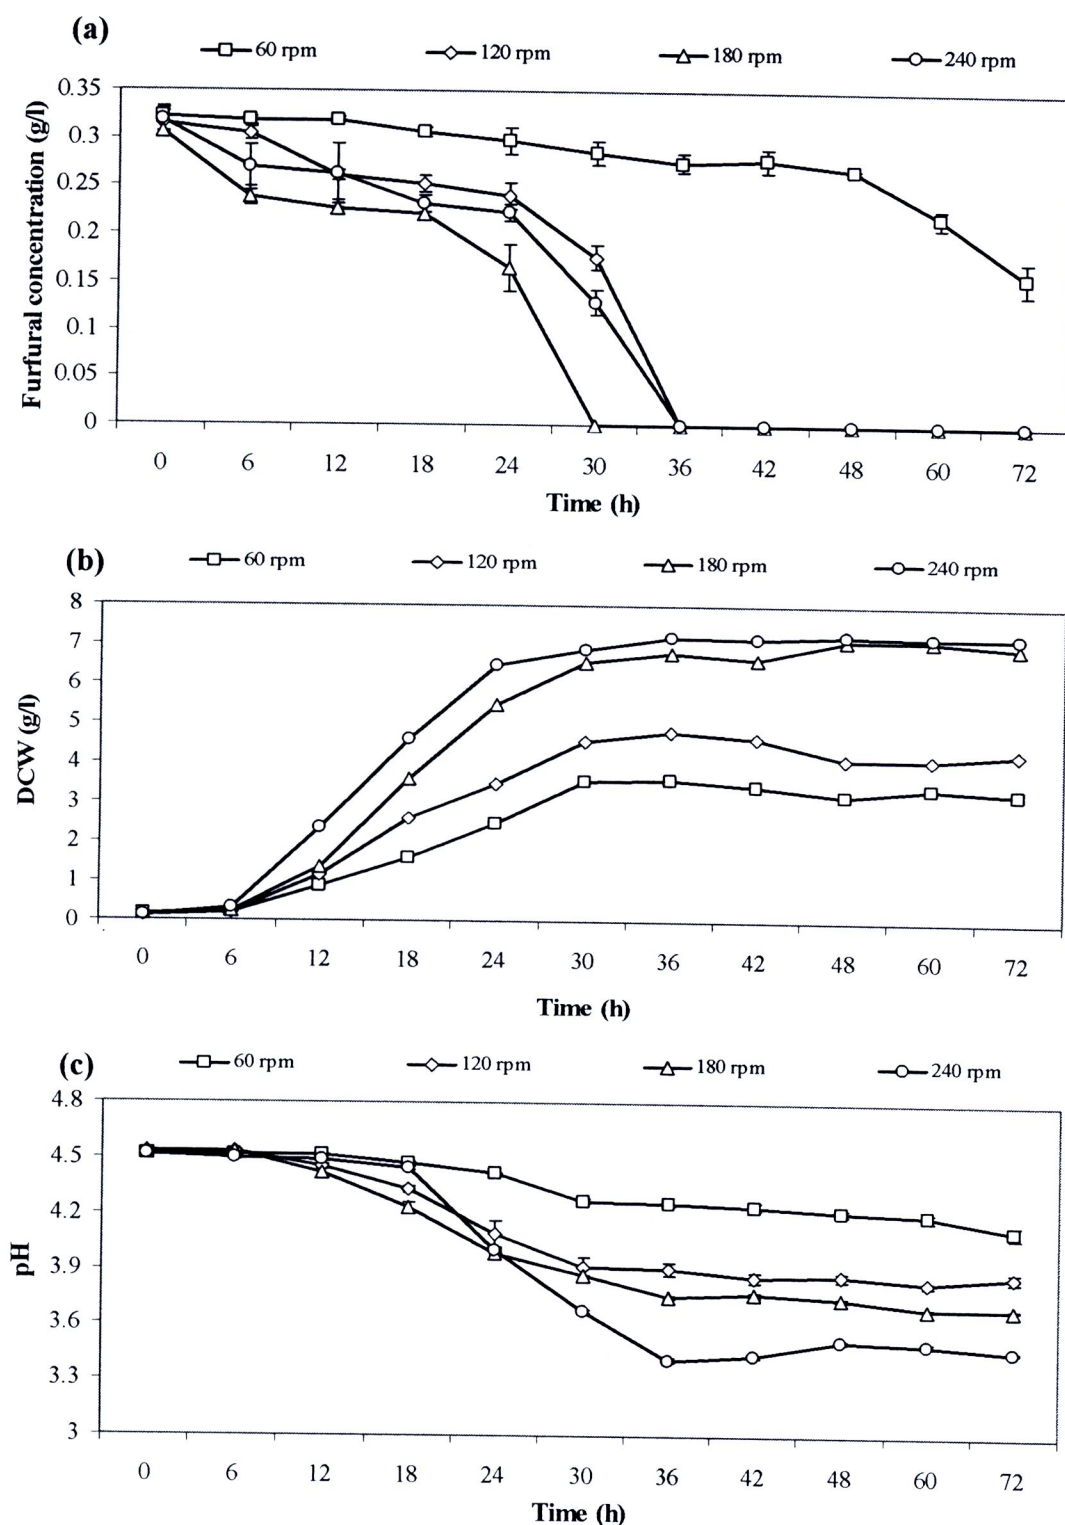 (a)
60 rpm 120 rpm 180 rpm 240 rpm
0.35
0.3
0.25
0.2
0.15
0.1
0.05
0
Furfural concentration (g/l)
0 6 12 18 24 30 36 42 48 60 72
Time (h)
(b)
60 rpm 120 rpm 180 rpm 240 rpm
8
7
6
5
4
3
2
1
0
DCW (g/l)
0 6 12 18 24 30 36 42 48 60 72
Time (h)
(c)
60 rpm 120 rpm 180 rpm 240 rpm
4.8
4.5
4.2
3.9
3.6
3.3
3
pH
0 6 12 18 24 30 36 42 48 60 72
Time (h)